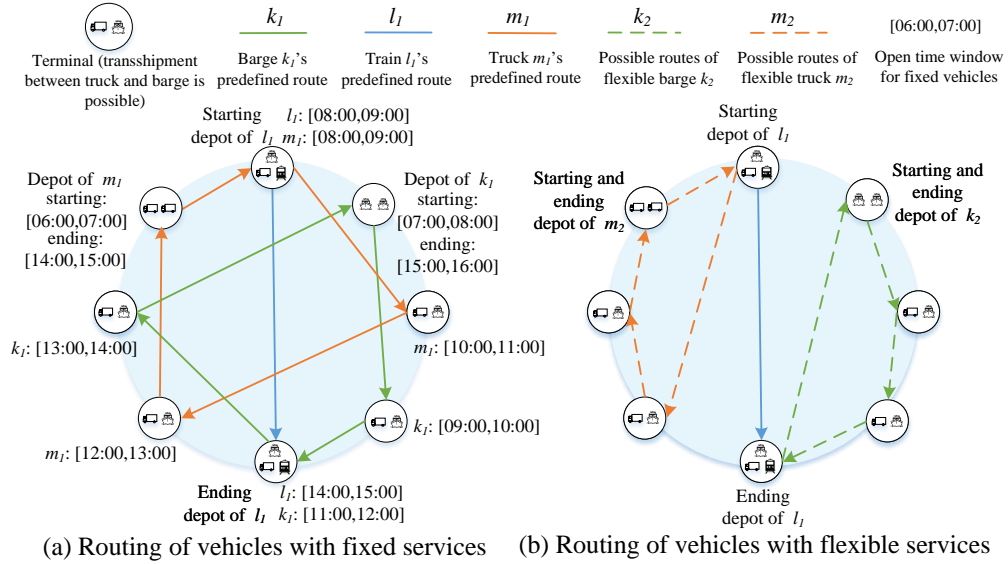 k1
l1
m1
k2
m2
[06:00,07:00]
Terminal (transshipment
between truck and barge is
possible)
Barge k1's
predefined route
Train l1's
predefined route
Truck m1's
predefined route
Possible routes of
flexible barge k2
Possible routes of
flexible truck m2
Open time window
for fixed vehicles
Starting l1: [08:00,09:00]
depot of l1 m1: [08:00,09:00]
Depot of m1
starting:
[06:00,07:00]
ending:
[14:00,15:00]
Depot of k1
starting:
[07:00,08:00]
ending:
[15:00,16:00]
k1: [13:00,14:00]
m1: [10:00,11:00]
m1: [12:00,13:00]
k1: [09:00,10:00]
Ending l1: [14:00,15:00]
depot of l1 k1: [11:00,12:00]
(a) Routing of vehicles with fixed services
Starting
depot of l1
Starting and
ending
depot of m2
Starting and
ending
depot of k2
Ending
depot of l1
(b) Routing of vehicles with flexible services